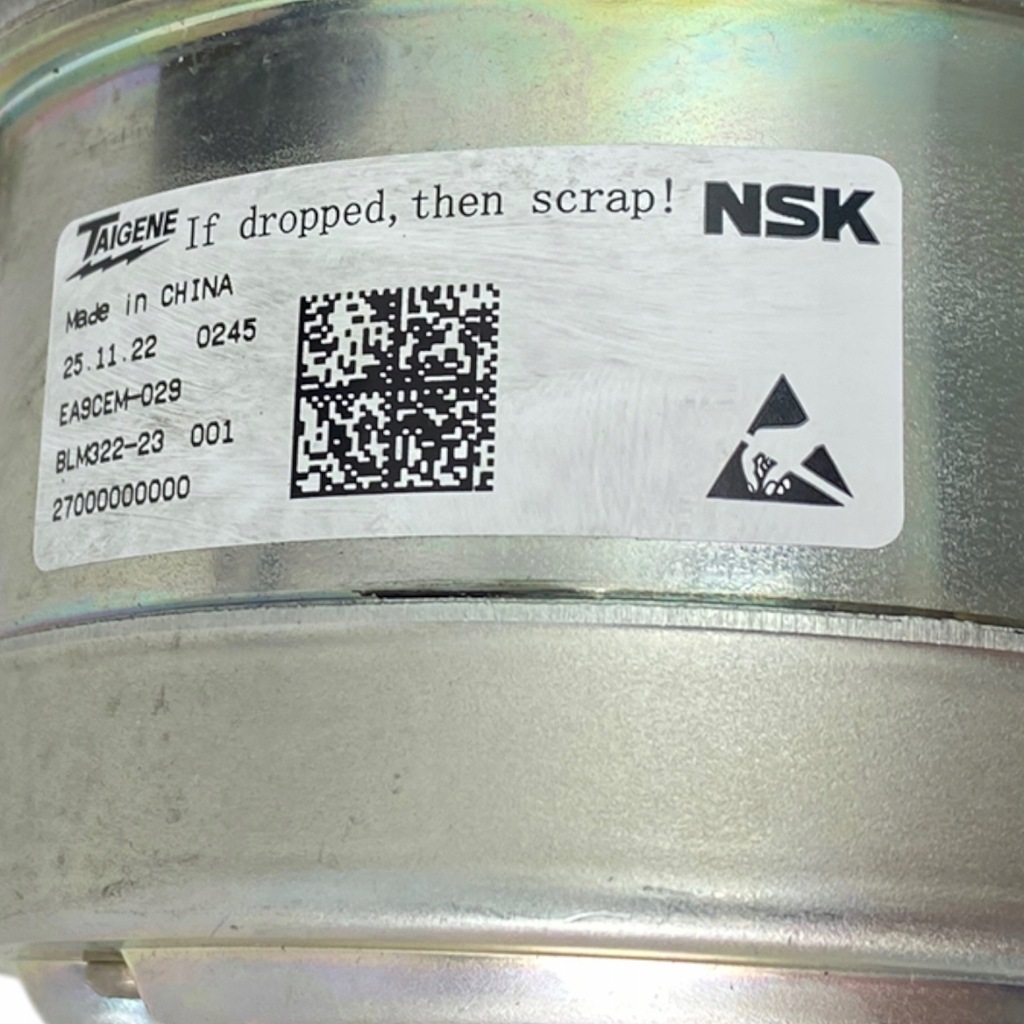 TAIGENE If dropped, then scrap! NSK
Made in CHINA
25.11.22 0245
EA9CEM-029
BLM322-23 001
27000000000